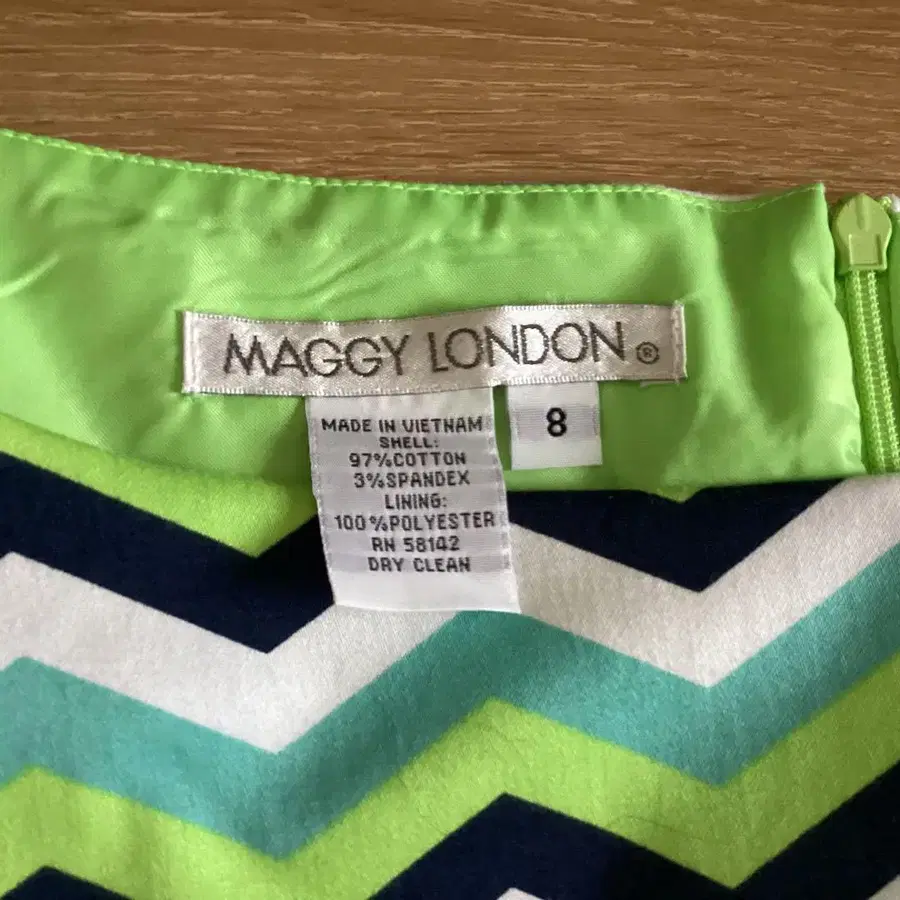 MAGGY LONDON ®
MADE IN VIETNAM
SHELL:
97%COTTON
3%SPANDEX
LINING:
100%POLYESTER
RN 58142
DRY CLEAN
8